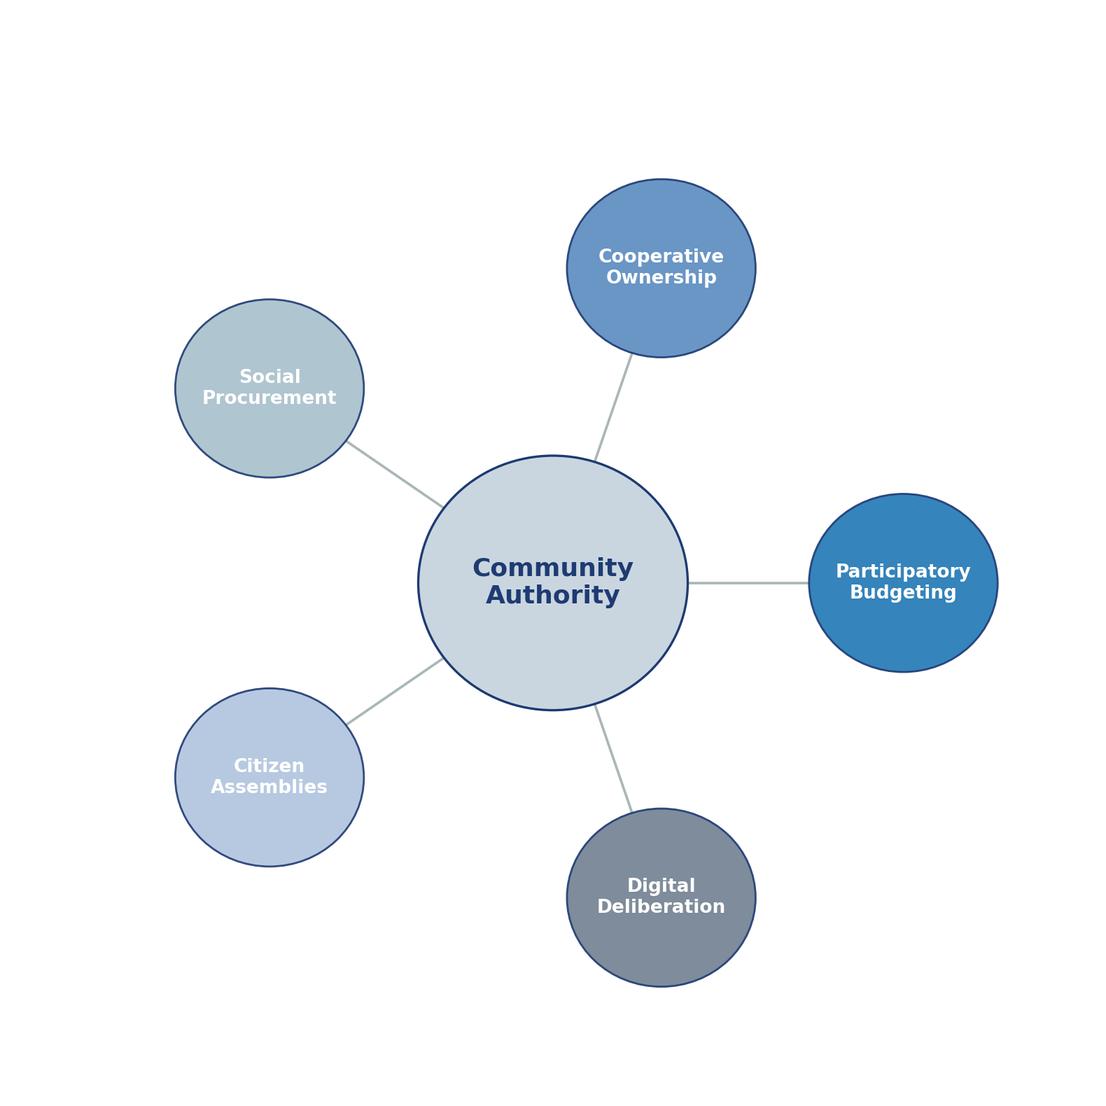 Cooperative
Ownership
Social
Procurement
Community
Authority
Participatory
Budgeting
Citizen
Assemblies
Digital
Deliberation